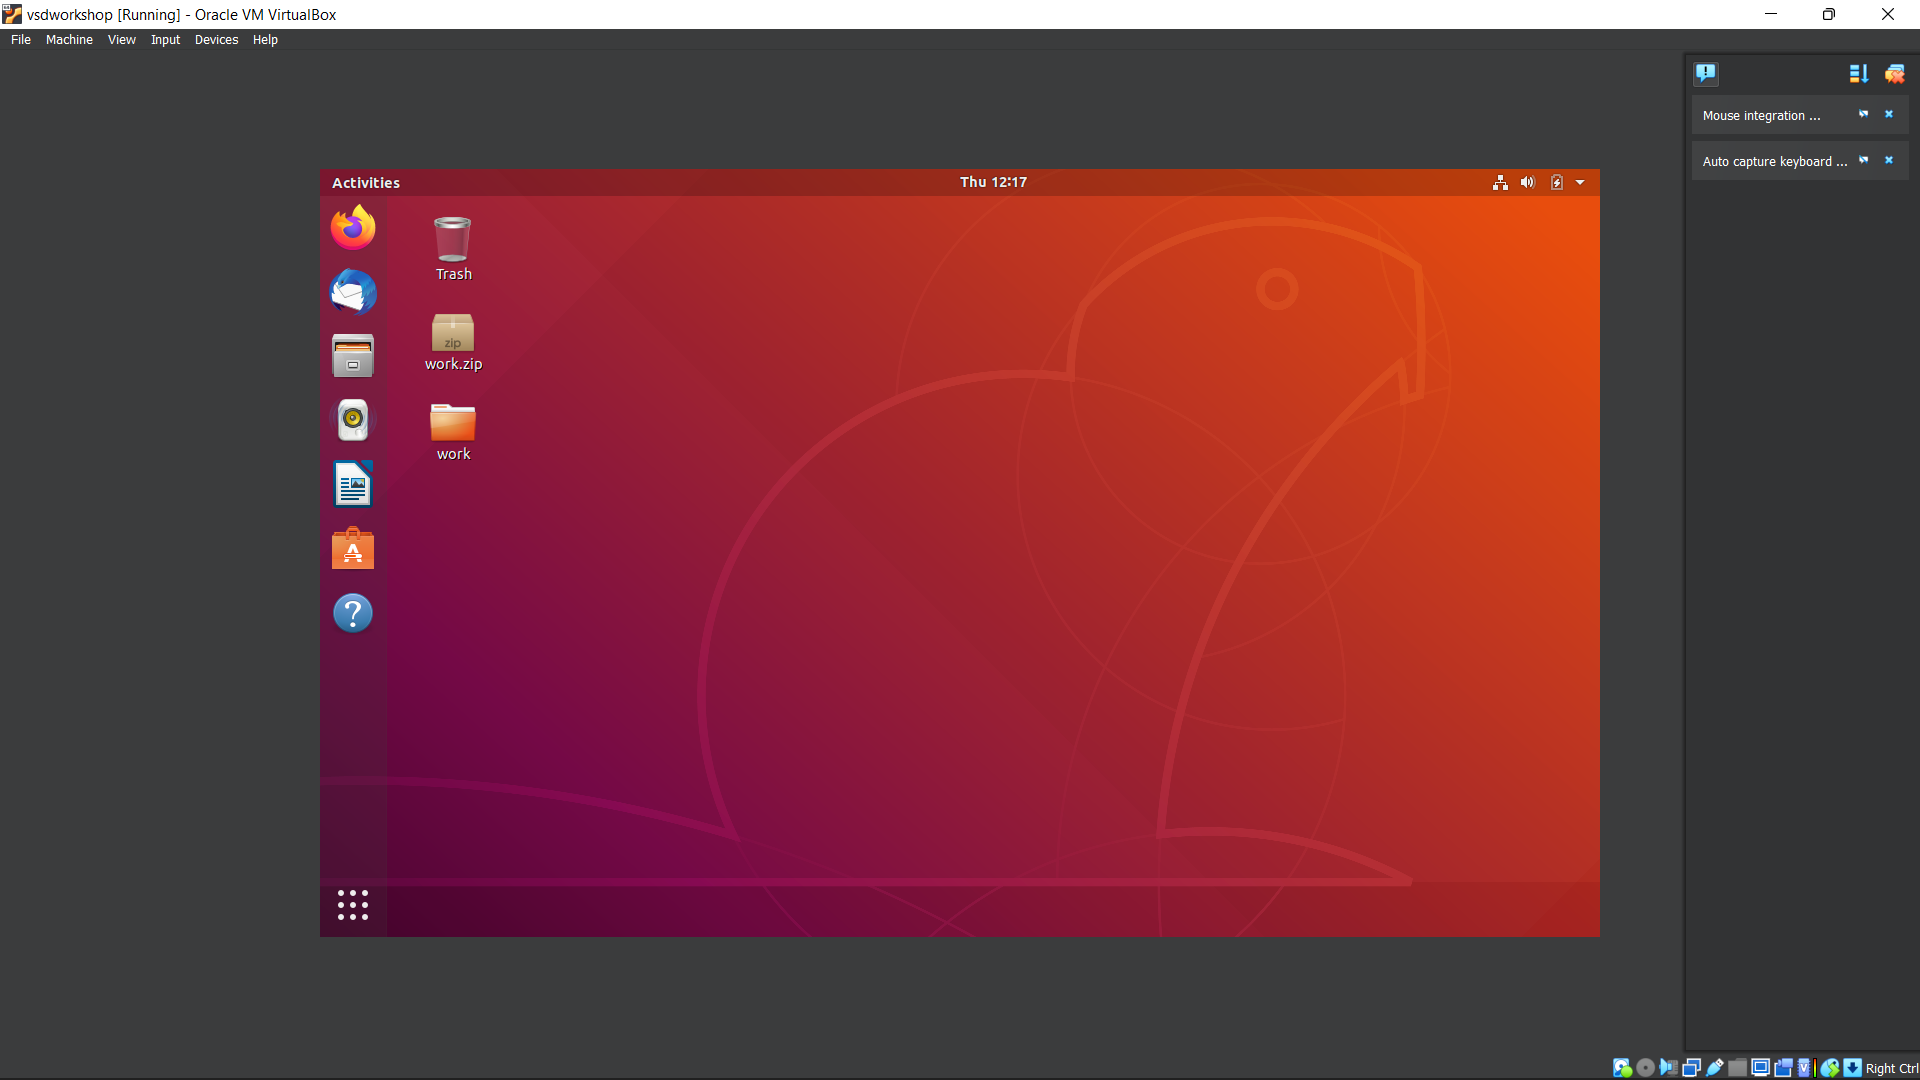 vsdworkshop [Running] - Oracle VM VirtualBox
File Machine View Input Devices Help
Mouse integration ...
Auto capture keyboard ...
Activities
Thu 12:17
Trash
zip
work.zip
work
Right Ctrl